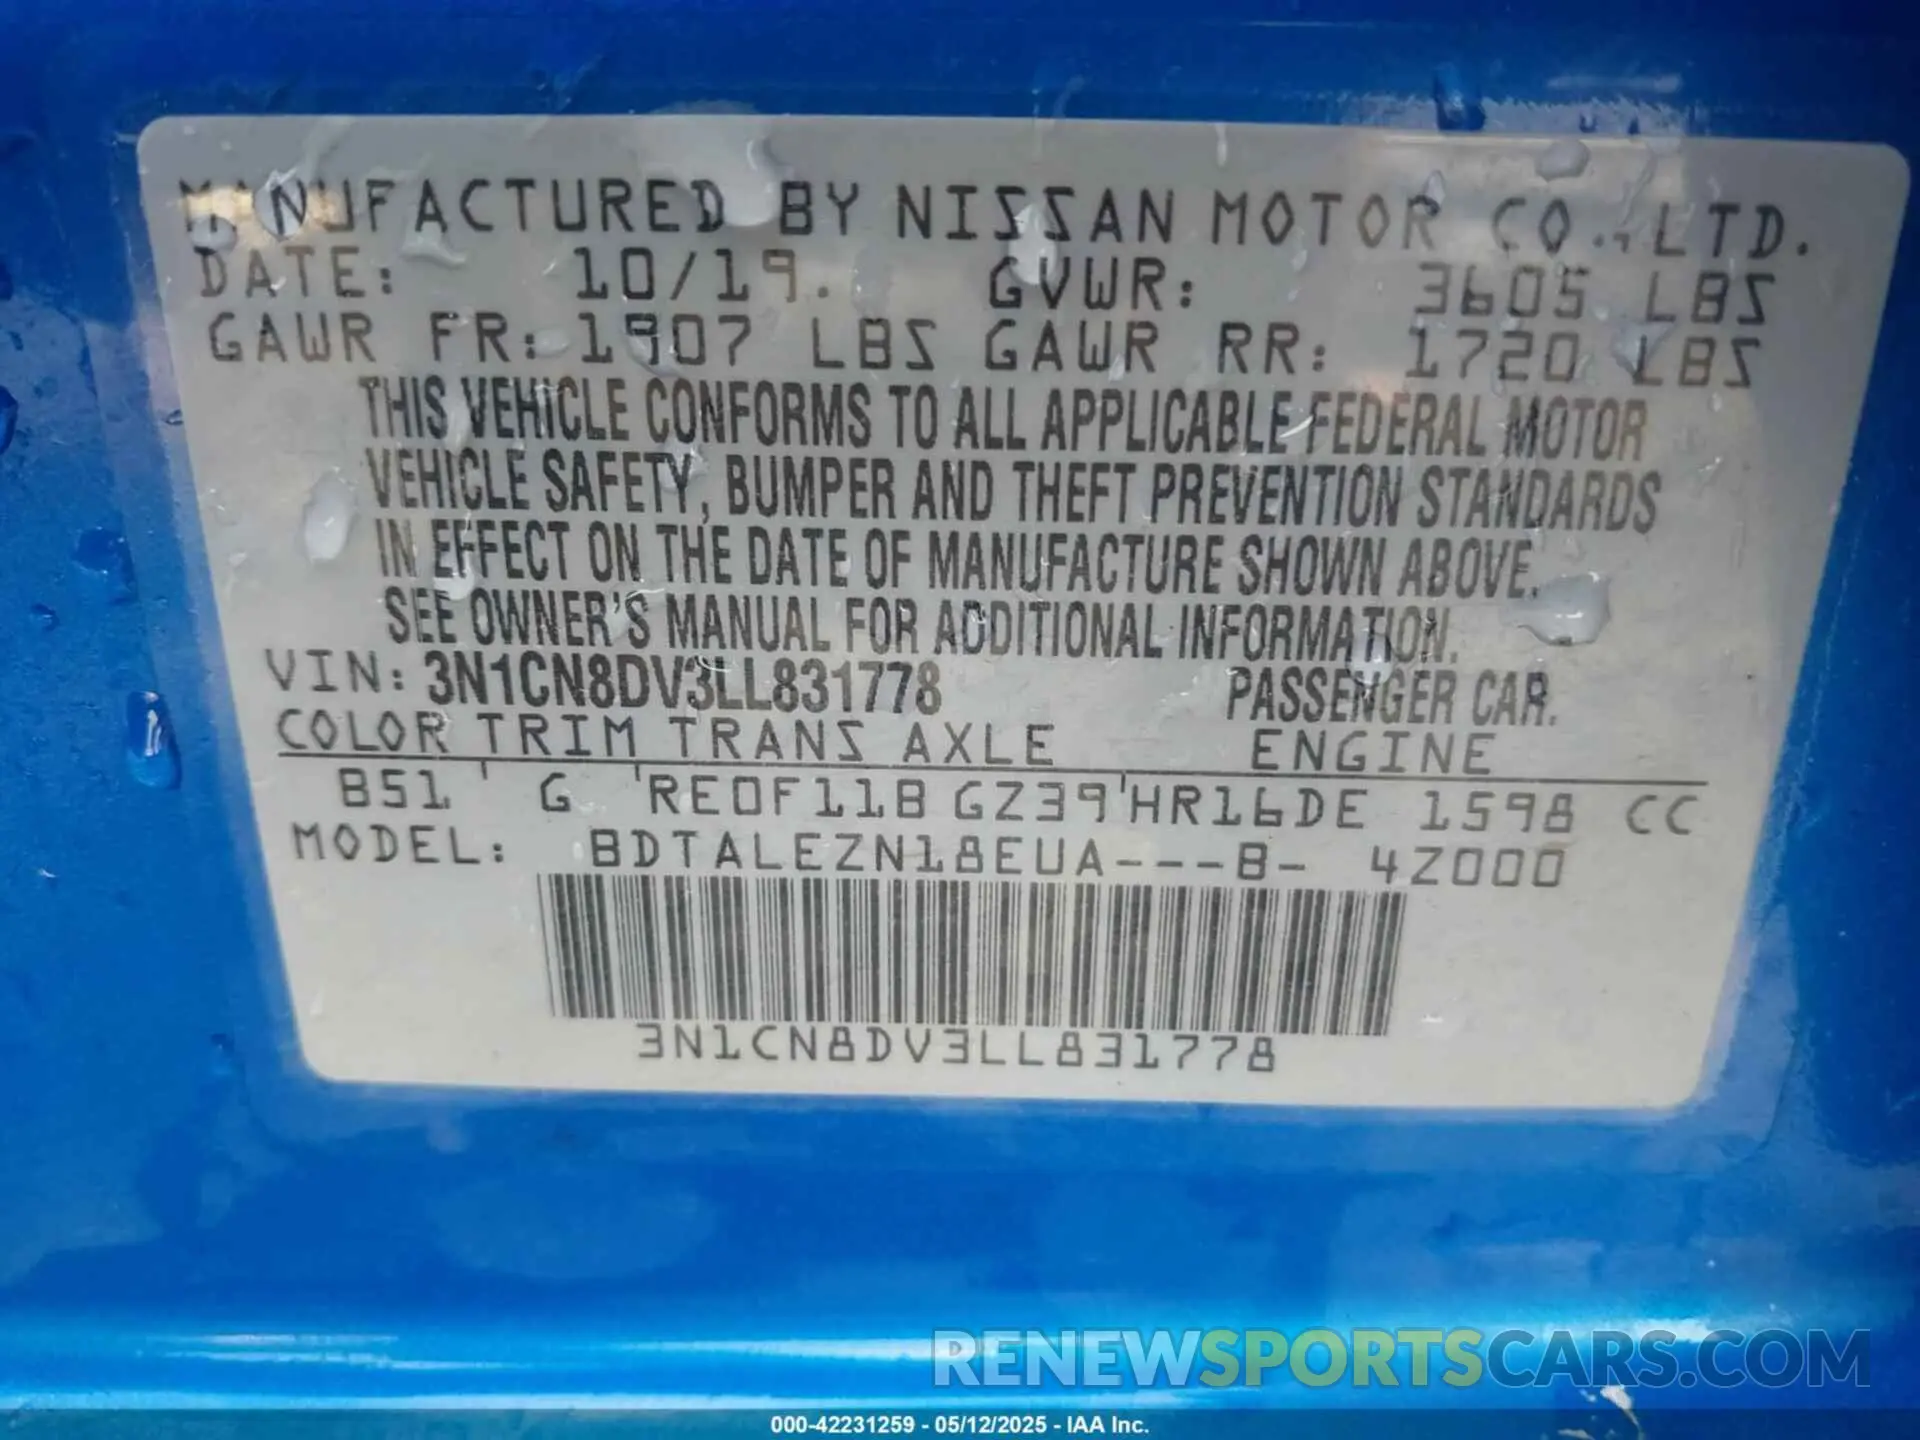 MANUFACTURED BY NISSAN MOTOR CO., LTD.
DATE: 10/19. GVWR: 3605 LBS
GAWR FR: 1907 LBS GAWR RR: 1720 LBS
THIS VEHICLE CONFORMS TO ALL APPLICABLE FEDERAL MOTOR
VEHICLE SAFETY, BUMPER AND THEFT PREVENTION STANDARDS
IN EFFECT ON THE DATE OF MANUFACTURE SHOWN ABOVE.
SEE OWNER'S MANUAL FOR ADDITIONAL INFORMATION.
VIN: 3N1CN8DV3LL831778 PASSENGER CAR.
COLOR TRIM TRANS AXLE ENGINE
B51 ' G ' RE0F11B GZ39 ' HR16DE 1598 CC
MODEL: BDTALEZN18EUA---B- 4Z000
3N1CN8DV3LL831778
RENEWSPORTSCARS.COM
000-42231259 - 05/12/2025 - IAA Inc.